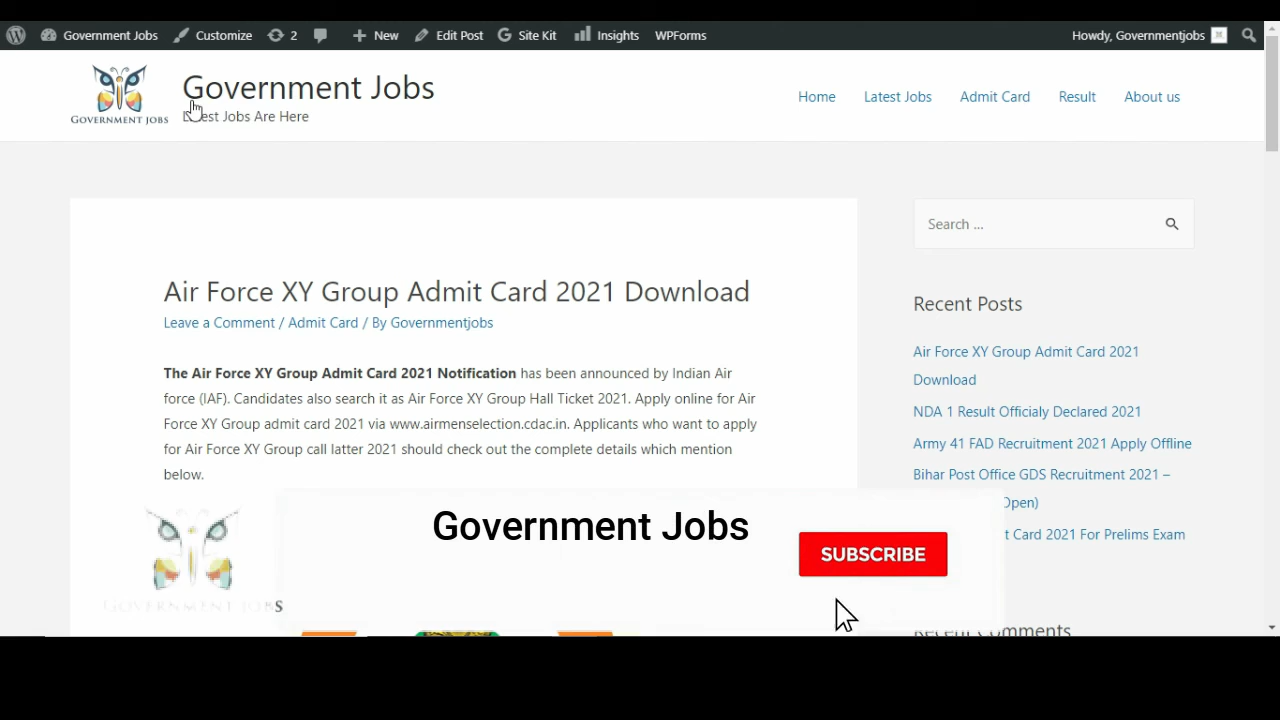 Government Jobs Customize 2 New Edit Post Site Kit Insights WPForms Howdy, Governmentjobs
GOVERNMENT JOBS
Government Jobs
Latest Jobs Are Here
Home Latest Jobs Admit Card Result About us
Search ...
Air Force XY Group Admit Card 2021 Download
Leave a Comment / Admit Card / By Governmentjobs
The Air Force XY Group Admit Card 2021 Notification has been announced by Indian Air
force (IAF). Candidates also search it as Air Force XY Group Hall Ticket 2021. Apply online for Air
Force XY Group admit card 2021 via www.airmenselection.cdac.in. Applicants who want to apply
for Air Force XY Group call latter 2021 should check out the complete details which mention
below.
Recent Posts
Air Force XY Group Admit Card 2021
Download
NDA 1 Result Officialy Declared 2021
Army 41 FAD Recruitment 2021 Apply Offline
Bihar Post Office GDS Recruitment 2021 –
Open)
t Card 2021 For Prelims Exam
Recent Comments
GOVERNMENT JOBS
Government Jobs
SUBSCRIBE